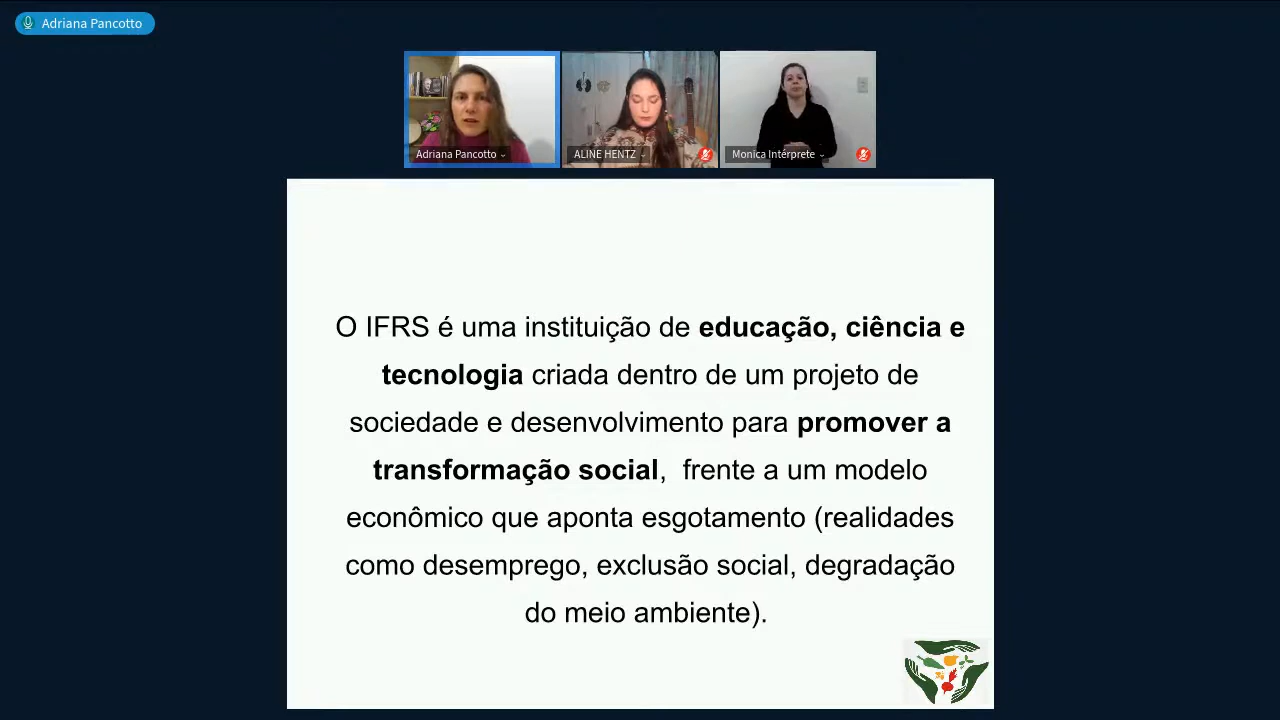 Adriana Pancotto
Adriana Pancotto
ALINE HENTZ
Monica Intérprete
O IFRS é uma instituição de educação, ciência e
tecnologia criada dentro de um projeto de
sociedade e desenvolvimento para promover a
transformação social, frente a um modelo
econômico que aponta esgotamento (realidades
como desemprego, exclusão social, degradação
do meio ambiente).